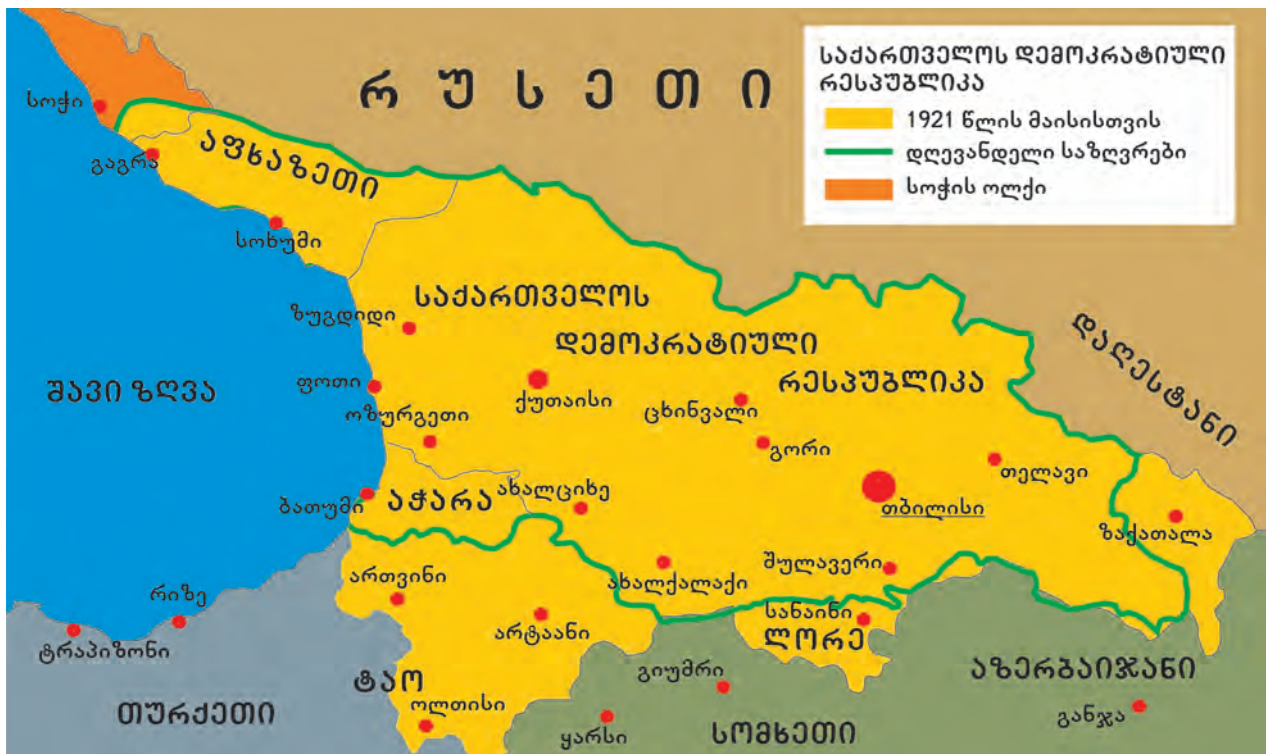 რუსეთი
საქართველოს დემოკრატიული
რესპუბლიკა
1921 წლის მაისისთვის
დღევანდელი საზღვრები
სოჭის ოლქი
სოჭი
გაგრა
აფხაზეთი
სოხუმი
ზუგდიდი
საქართველოს
დემოკრატიული
რესპუბლიკა
დაღესტანი
შავი ზღვა
ფოთი
ქუთაისი
ოზურგეთი
ცხინვალი
გორი
თელავი
ბათუმი
აჭარა
ახალციხე
თბილისი
ზაქათალა
ართვინი
ახალქალაქი
შულავერი
რიზე
ტრაპიზონი
არტაანი
სანაინი
ლორე
ტაო
ოლთისი
გიუმრი
აზერბაიჯანი
თურქეთი
ყარსი
სომხეთი
განჯა